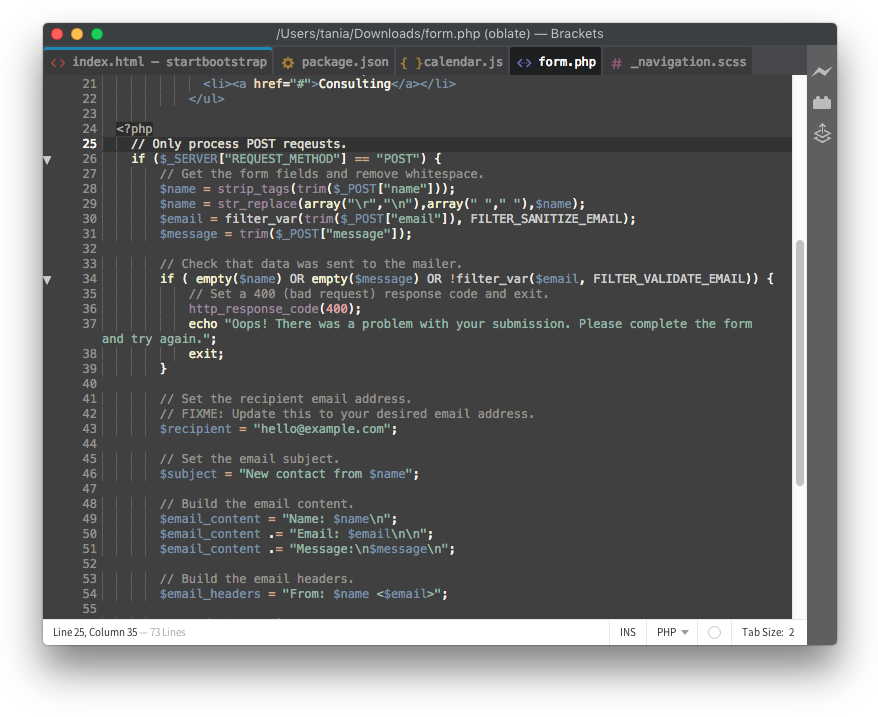 /Users/tania/Downloads/form.php (oblate) — Brackets
<> index.html — startbootstrap package.json { }calendar.js <> form.php # _navigation.scss
21 <li><a href="#">Consulting</a></li>
22 </ul>
23
24 <?php
25 // Only process POST reqeusts.
26 if ($_SERVER["REQUEST_METHOD"] == "POST") {
27 // Get the form fields and remove whitespace.
28 $name = strip_tags(trim($_POST["name"]));
29 $name = str_replace(array("\r","\n"),array(" "," "),$name);
30 $email = filter_var(trim($_POST["email"]), FILTER_SANITIZE_EMAIL);
31 $message = trim($_POST["message"]);
32
33 // Check that data was sent to the mailer.
34 if ( empty($name) OR empty($message) OR !filter_var($email, FILTER_VALIDATE_EMAIL)) {
35 // Set a 400 (bad request) response code and exit.
36 http_response_code(400);
37 echo "Oops! There was a problem with your submission. Please complete the form
and try again.";
38 exit;
39 }
40
41 // Set the recipient email address.
42 // FIXME: Update this to your desired email address.
43 $recipient = "hello@example.com";
44
45 // Set the email subject.
46 $subject = "New contact from $name";
47
48 // Build the email content.
49 $email_content = "Name: $name\n";
50 $email_content .= "Email: $email\n\n";
51 $email_content .= "Message:\n$message\n";
52
53 // Build the email headers.
54 $email_headers = "From: $name <$email>";
55
Line 25, Column 35 — 73 Lines INS PHP Tab Size: 2